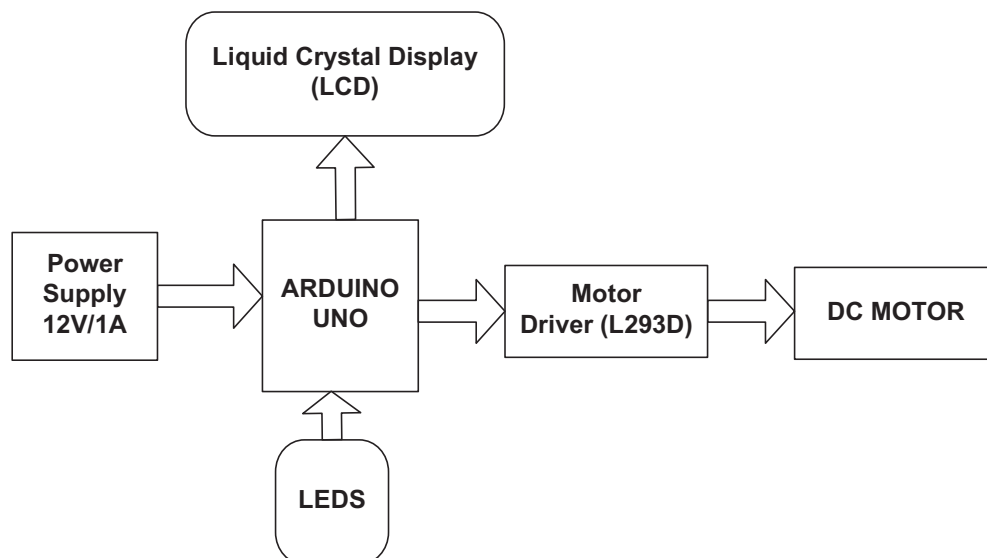 Liquid Crystal Display
(LCD)
Power
Supply
12V/1A
ARDUINO
UNO
Motor
Driver (L293D)
DC MOTOR
LEDS